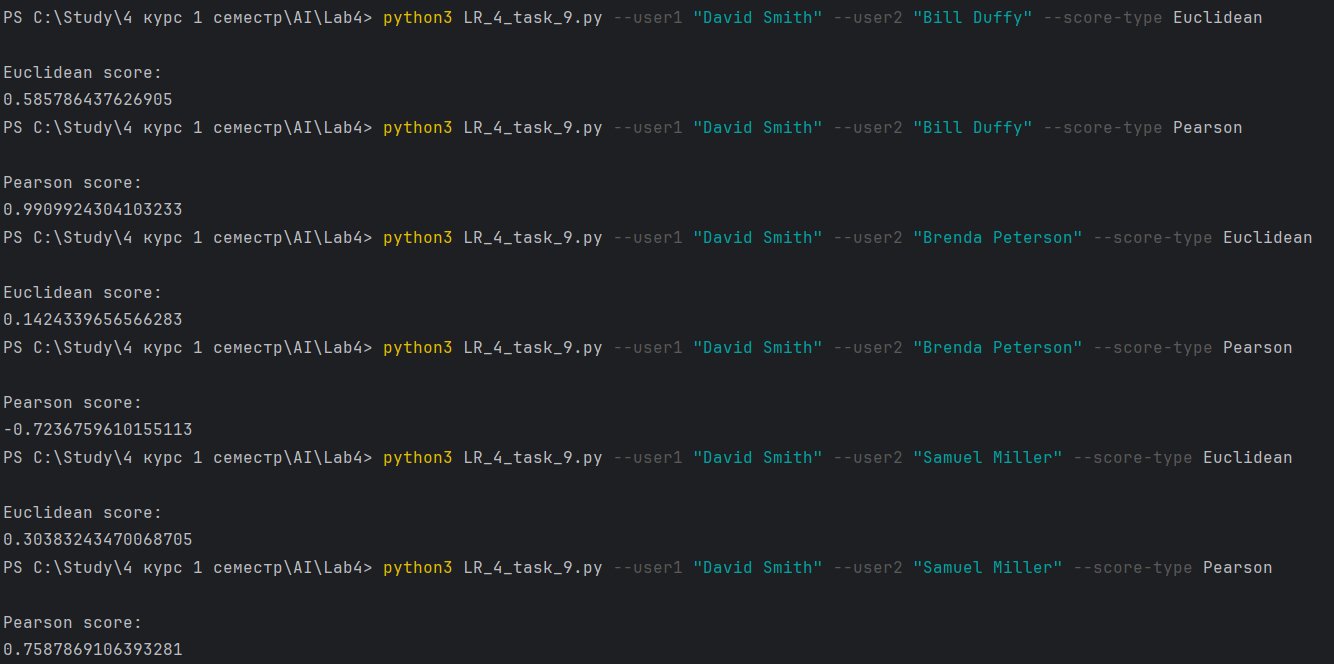 PS C:\Study\4 курс 1 семестр\AI\Lab4> python3 LR_4_task_9.py --user1 "David Smith" --user2 "Bill Duffy" --score-type Euclidean
Euclidean score:
0.585786437626905
PS C:\Study\4 курс 1 семестр\AI\Lab4> python3 LR_4_task_9.py --user1 "David Smith" --user2 "Bill Duffy" --score-type Pearson
Pearson score:
0.9909924304103233
PS C:\Study\4 курс 1 семестр\AI\Lab4> python3 LR_4_task_9.py --user1 "David Smith" --user2 "Brenda Peterson" --score-type Euclidean
Euclidean score:
0.1424339656566283
PS C:\Study\4 курс 1 семестр\AI\Lab4> python3 LR_4_task_9.py --user1 "David Smith" --user2 "Brenda Peterson" --score-type Pearson
Pearson score:
-0.7236759610155113
PS C:\Study\4 курс 1 семестр\AI\Lab4> python3 LR_4_task_9.py --user1 "David Smith" --user2 "Samuel Miller" --score-type Euclidean
Euclidean score:
0.30383243470068705
PS C:\Study\4 курс 1 семестр\AI\Lab4> python3 LR_4_task_9.py --user1 "David Smith" --user2 "Samuel Miller" --score-type Pearson
Pearson score:
0.7587869106393281